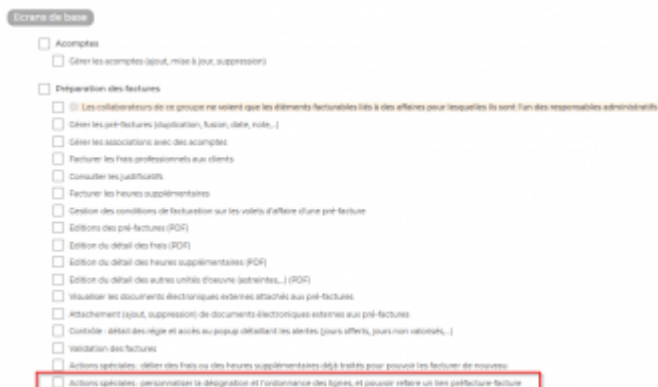 Ecrans de base
Acomptes
Gérer les acomptes (ajout, mise à jour, suppression)
Préparation des factures
Les collaborateurs de ce groupe ne voient que les éléments facturables liés à des affaires pour lesquelles ils sont l'un des responsables administratifs
Gérer les pré-factures (duplication, fusion, date, note,..)
Gérer les associations avec des acomptes
Facturer les frais professionnels aux clients
Consulter les justificatifs
Facturer les heures supplémentaires
Gestion des conditions de facturation sur les volets d'affaire d'une pré-facture
Editions des pré-factures (PDF)
Edition du détail des frais (PDF)
Edition du détail des heures supplémentaires (PDF)
Edition du détail des autres unités d'oeuvre (astreintes,..) (PDF)
Visualiser les documents électroniques externes attachés aux pré-factures
Attachement (ajout, suppression) de documents électroniques externes aux pré-factures
Contrôle : détail des régie et accès au popup détaillant les alertes (jours offerts, jours non valorisés,..)
Validation des factures
Actions spéciales : délier des frais ou des heures supplémentaires déjà traités pour pouvoir les facturer de nouveau
Actions spéciales : personnaliser la désignation et l'ordonnance des lignes, et pouvoir refaire un lien préfacture-facture